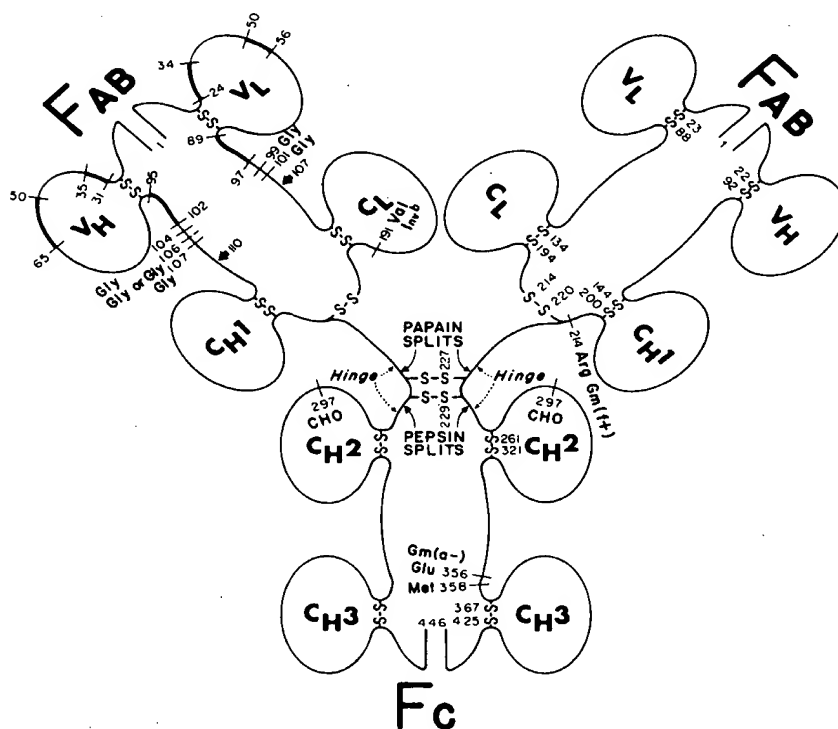 FAB
VL
34
50
56
24
S-S
89
97
99 Gly
101 Gly
107
1
VH
50
35
31
65
S-S
95
102
104
106
107
110
Gly
Gly or Gly
Gly
CL
S-S
191 Val
Invb
CH1
S-S
S-S
FAB
VL
S-S
23
88
1
22
92
S-S
VH
CL
S-S
134
194
214
S-S
220
144
200
S-S
CH1
214 Arg Gm(f+)
PAPAIN
SPLITS
227
S-S
S-S
229
Hinge
Hinge
PEPSIN
SPLITS
297
CHO
CH2
S-S
297
CHO
CH2
S-S
261
321
Gm(a-)
Glu 356
Met 358
CH3
S-S
367
425
S-S
446
CH3
Fc